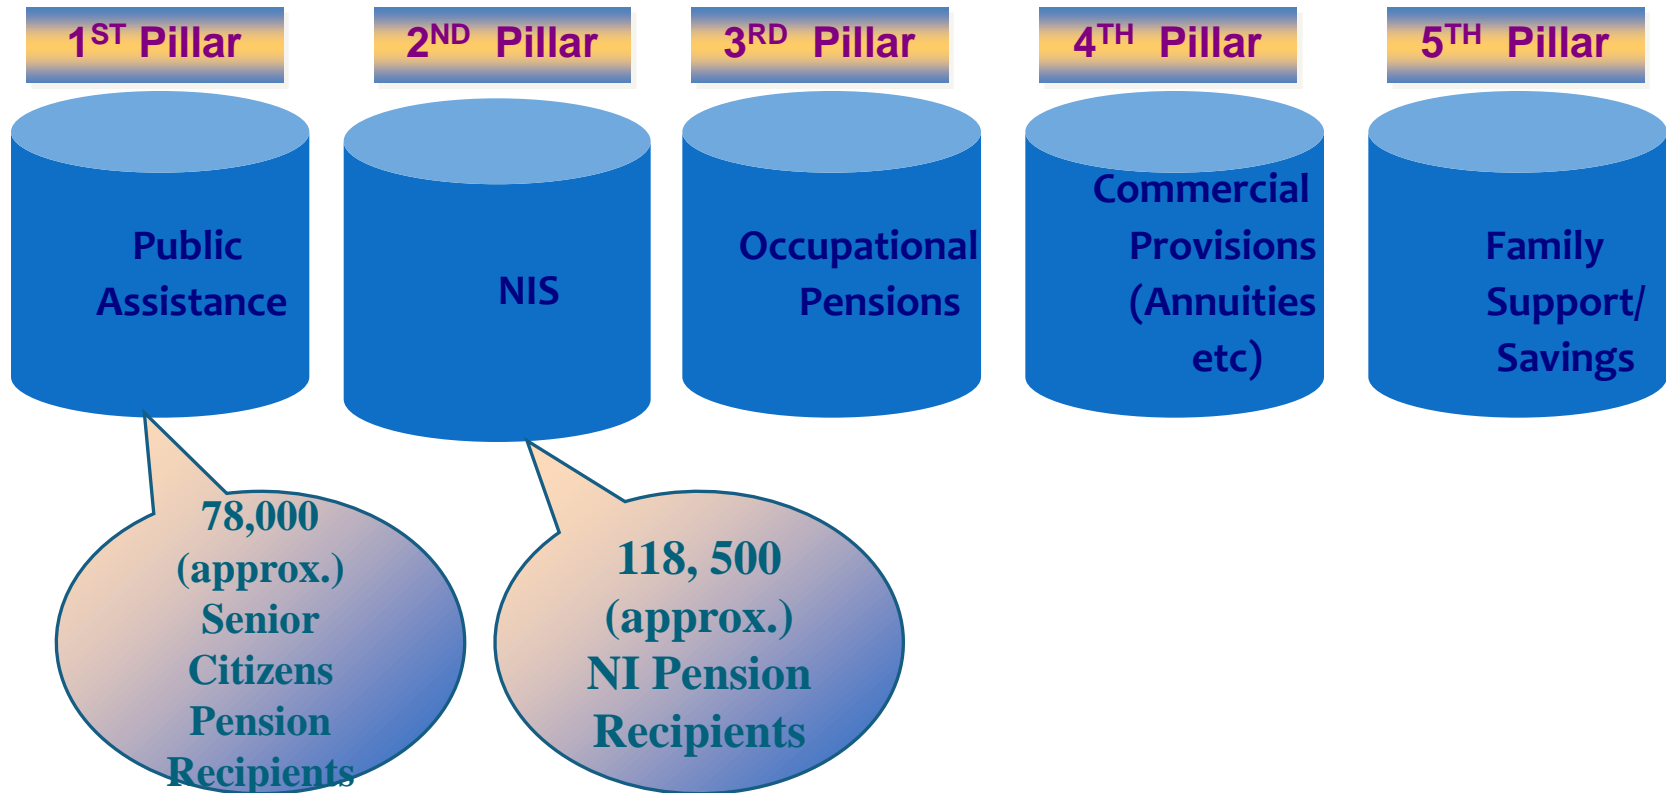 1ST Pillar
2ND Pillar
3RD Pillar
4TH Pillar
5TH Pillar
Public
Assistance
NIS
Occupational
Pensions
Commercial
Provisions
(Annuities
etc)
Family
Support/
Savings
78,000
(approx.)
Senior
Citizens
Pension
Recipients
118, 500
(approx.)
NI Pension
Recipients